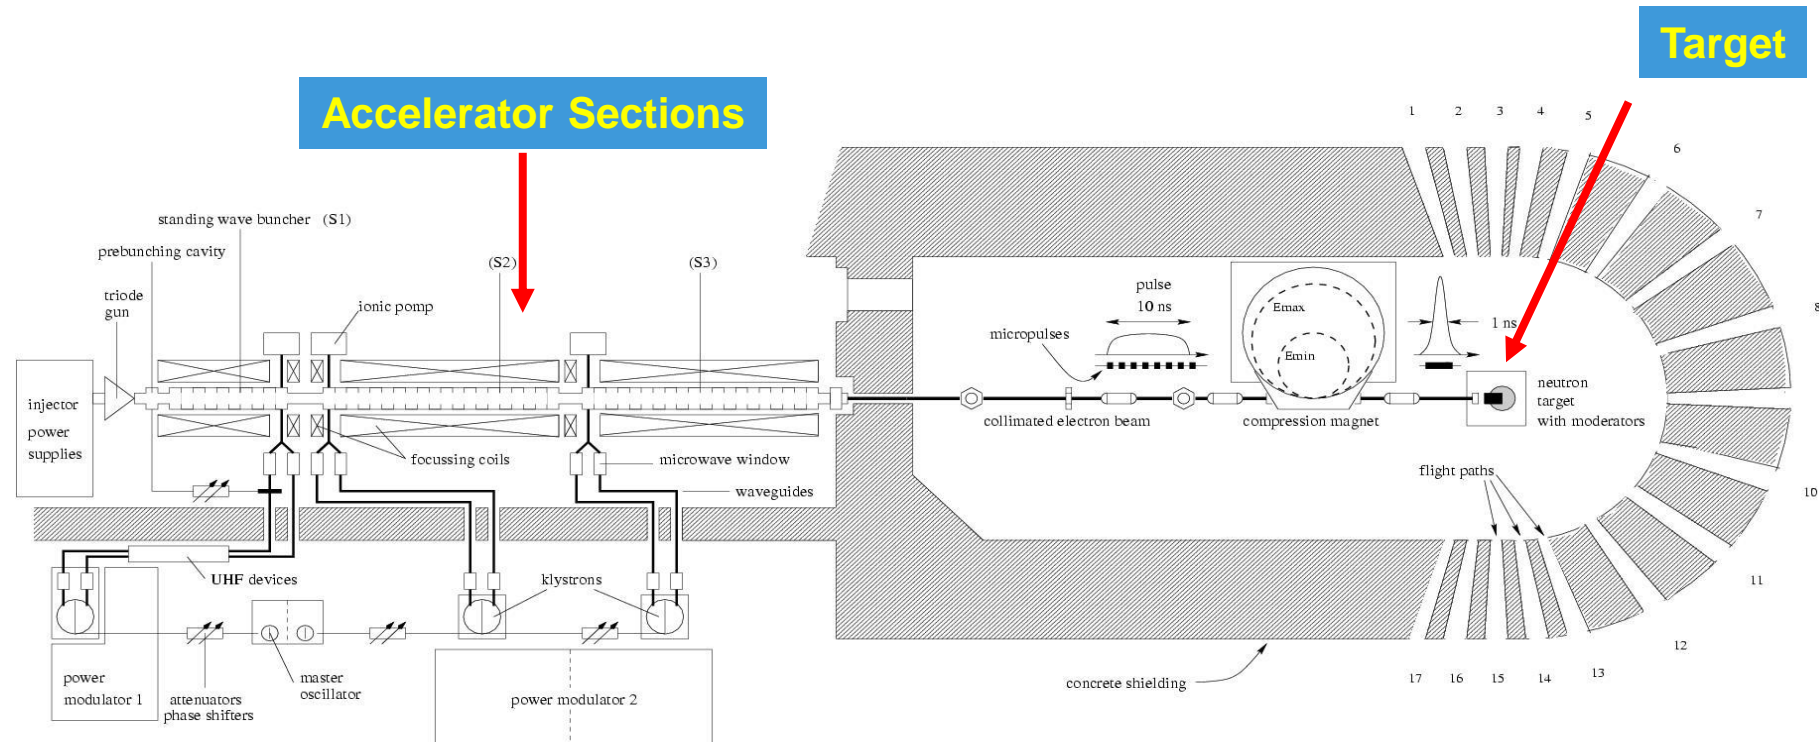 Target
Accelerator Sections
1
2
3
4
5
6
7
8
10
11
12
13
14
15
16
17
standing wave buncher (S1)
prebunching cavity
(S2)
(S3)
triode
gun
ionic pump
injector
power
supplies
focussing coils
microwave window
waveguides
UHF devices
klystrons
power
modulator 1
attenuators
phase shifters
master
oscillator
power modulator 2
pulse
10 ns
micropulses
Emax
Emin
1 ns
collimated electron beam
compression magnet
neutron
target
with moderators
flight paths
concrete shielding